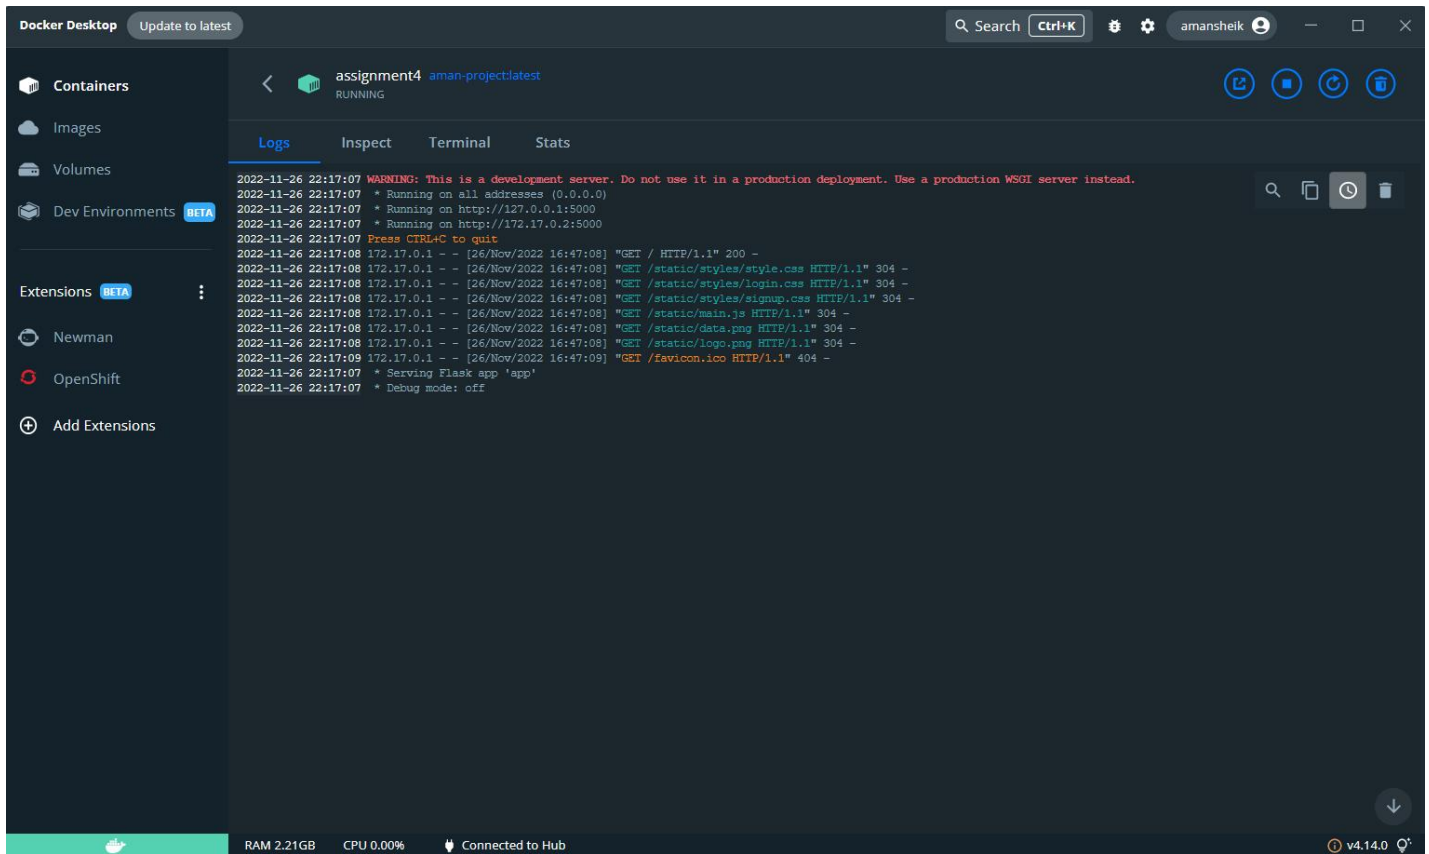 Docker Desktop Update to latest Search Ctrl+K amansheik
Containers
Images
Volumes
Dev Environments BETA
Extensions BETA
Newman
OpenShift
Add Extensions
assignment4 aman-project:latest
RUNNING
Logs Inspect Terminal Stats
2022-11-26 22:17:07 WARNING: This is a development server. Do not use it in a production deployment. Use a production WSGI server instead.
2022-11-26 22:17:07 * Running on all addresses (0.0.0.0)
2022-11-26 22:17:07 * Running on http://127.0.0.1:5000
2022-11-26 22:17:07 * Running on http://172.17.0.2:5000
2022-11-26 22:17:07 Press CTRL+C to quit
2022-11-26 22:17:08 172.17.0.1 - - [26/Nov/2022 16:47:08] "GET / HTTP/1.1" 200 -
2022-11-26 22:17:08 172.17.0.1 - - [26/Nov/2022 16:47:08] "GET /static/styles/style.css HTTP/1.1" 304 -
2022-11-26 22:17:08 172.17.0.1 - - [26/Nov/2022 16:47:08] "GET /static/styles/login.css HTTP/1.1" 304 -
2022-11-26 22:17:08 172.17.0.1 - - [26/Nov/2022 16:47:08] "GET /static/styles/signup.css HTTP/1.1" 304 -
2022-11-26 22:17:08 172.17.0.1 - - [26/Nov/2022 16:47:08] "GET /static/main.js HTTP/1.1" 304 -
2022-11-26 22:17:08 172.17.0.1 - - [26/Nov/2022 16:47:08] "GET /static/data.png HTTP/1.1" 304 -
2022-11-26 22:17:08 172.17.0.1 - - [26/Nov/2022 16:47:08] "GET /static/logo.png HTTP/1.1" 304 -
2022-11-26 22:17:09 172.17.0.1 - - [26/Nov/2022 16:47:09] "GET /favicon.ico HTTP/1.1" 404 -
2022-11-26 22:17:07 * Serving Flask app 'app'
2022-11-26 22:17:07 * Debug mode: off
RAM 2.21GB CPU 0.00% Connected to Hub v4.14.0